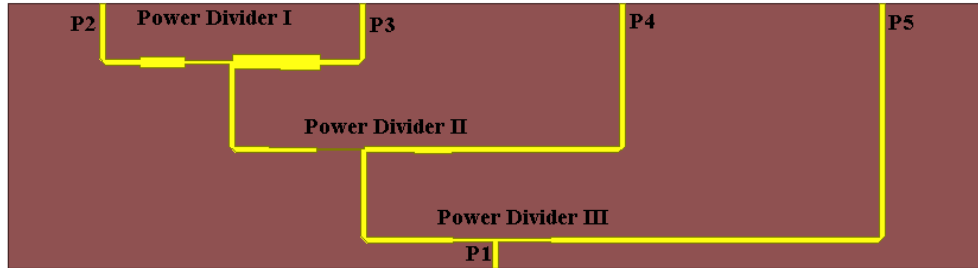 P2 Power Divider I P3 P4 P5
Power Divider II
Power Divider III
P1